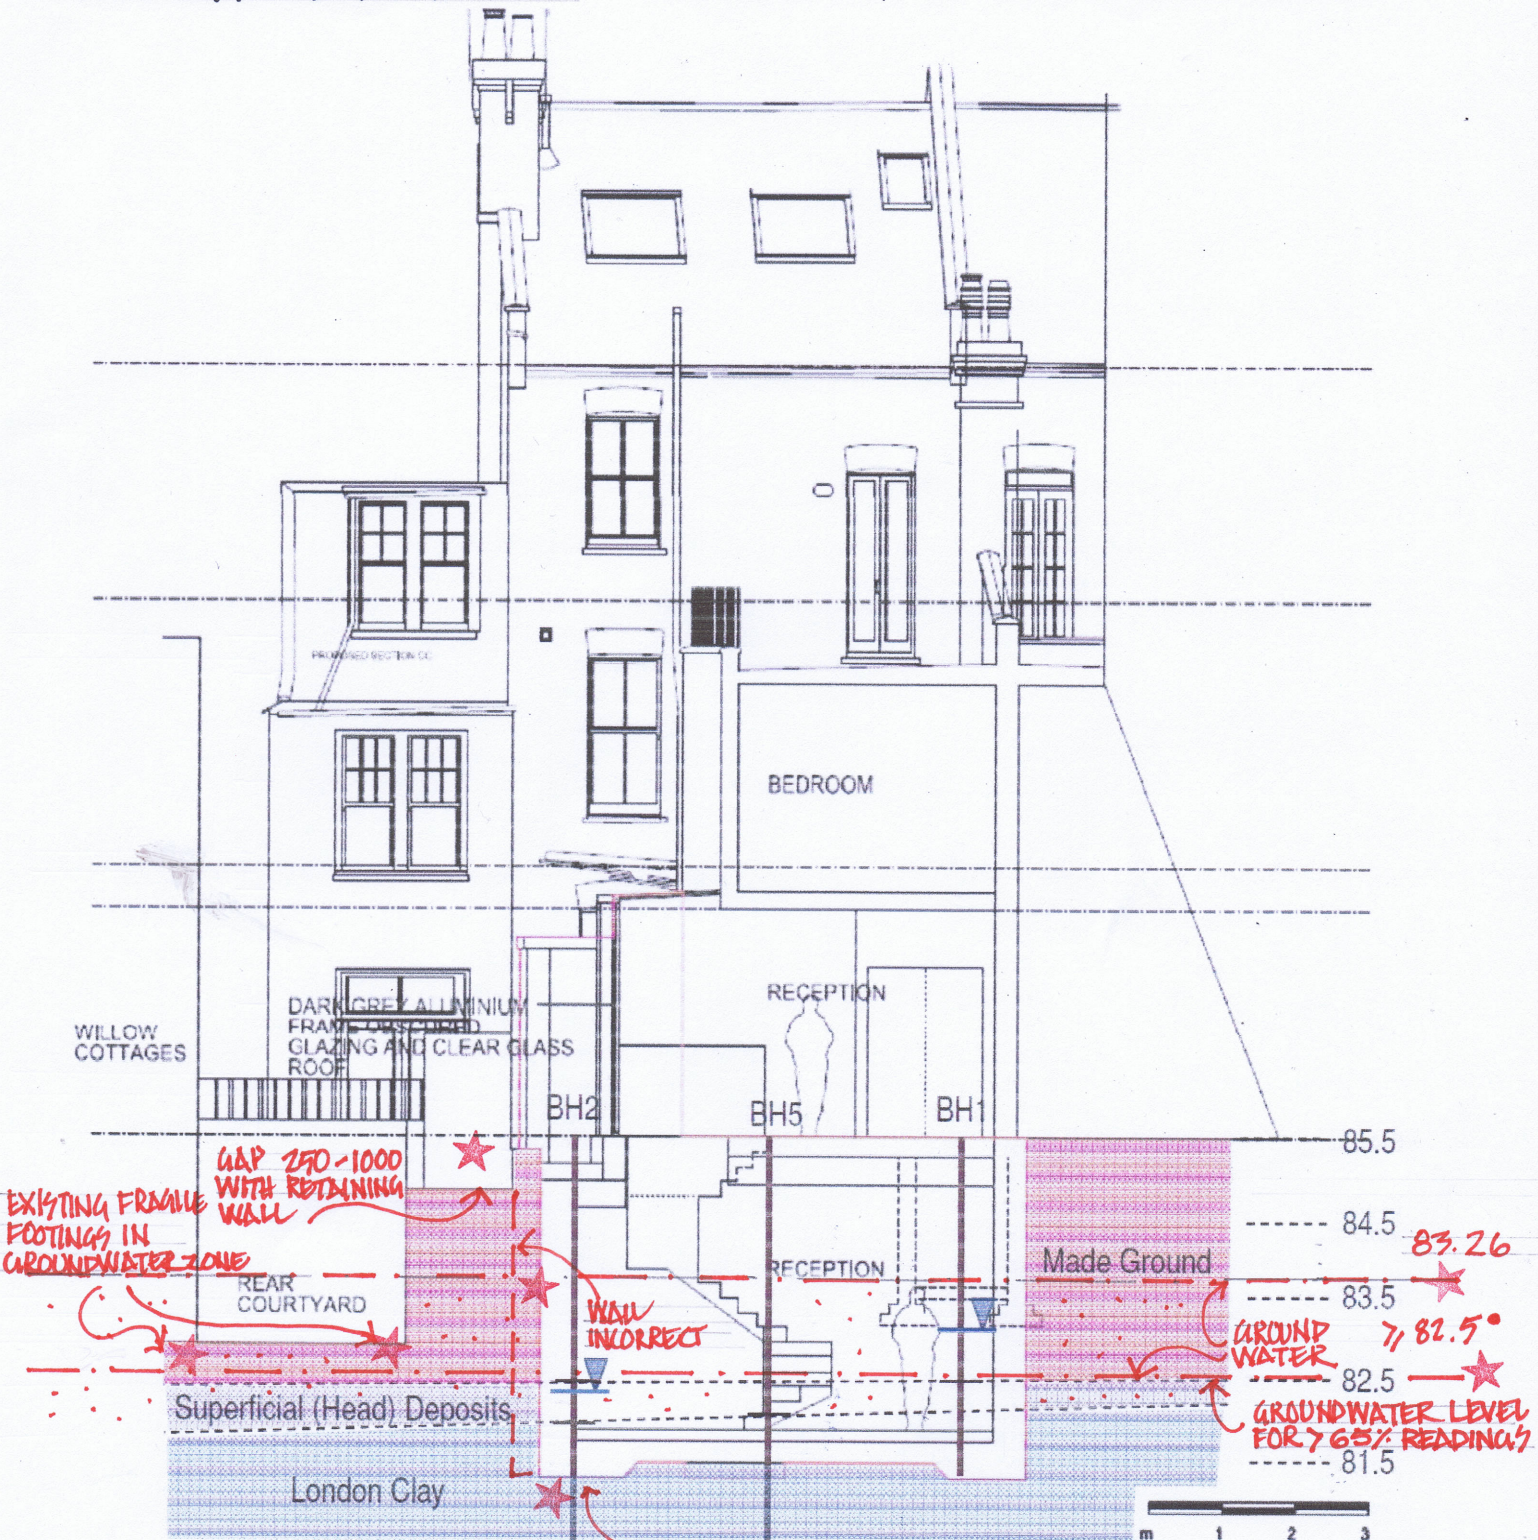 PROPOSED SECTION CC
BEDROOM
RECEPTION
DARK GREY ALUMINIUM
FRAME OBSCURED
GLAZING AND CLEAR GLASS
ROOF
WILLOW
COTTAGES
BH2
BH5
BH1
85.5
GAP 250-1000
WITH RETAINING
WALL
EXISTING FRAGILE
FOOTINGS IN
GROUNDWATER ZONE
REAR
COURTYARD
WALL
INCORRECT
RECEPTION
Made Ground
84.5
83.26
83.5
GROUND
WATER
⩾ 82.5
82.5
GROUNDWATER LEVEL
FOR > 65% READINGS
81.5
Superficial (Head) Deposits
London Clay
m 1 2 3